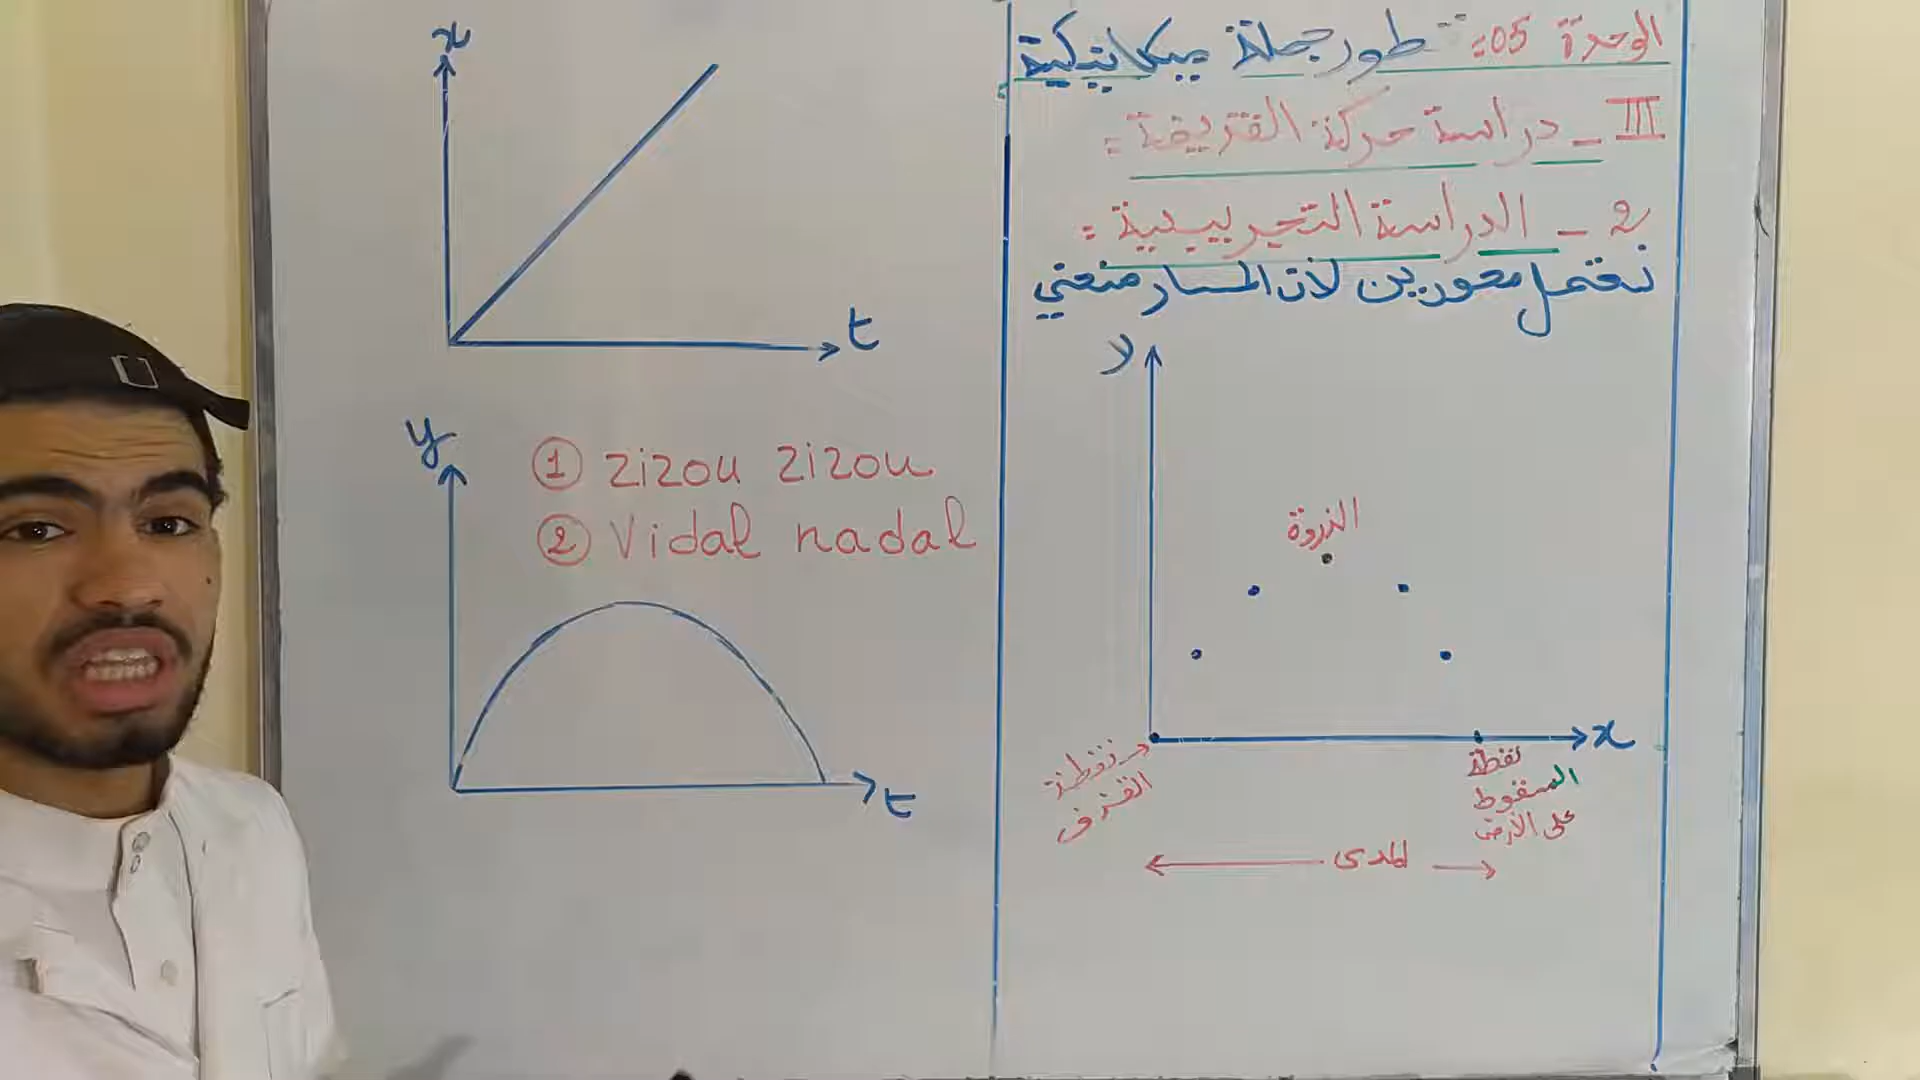 الوحدة 05: تطور جملة ميكانيكية
III - دراسة حركة القذيفة:
2 - الدراسة التجريبية:
نعتمل محورين لأن المسار منحني
y
الذروة
x
نقطة القذف
نقطة
السقوط
على الأرض
المدى
x
t
y
① zizou zizou
② Vidal nadal
t